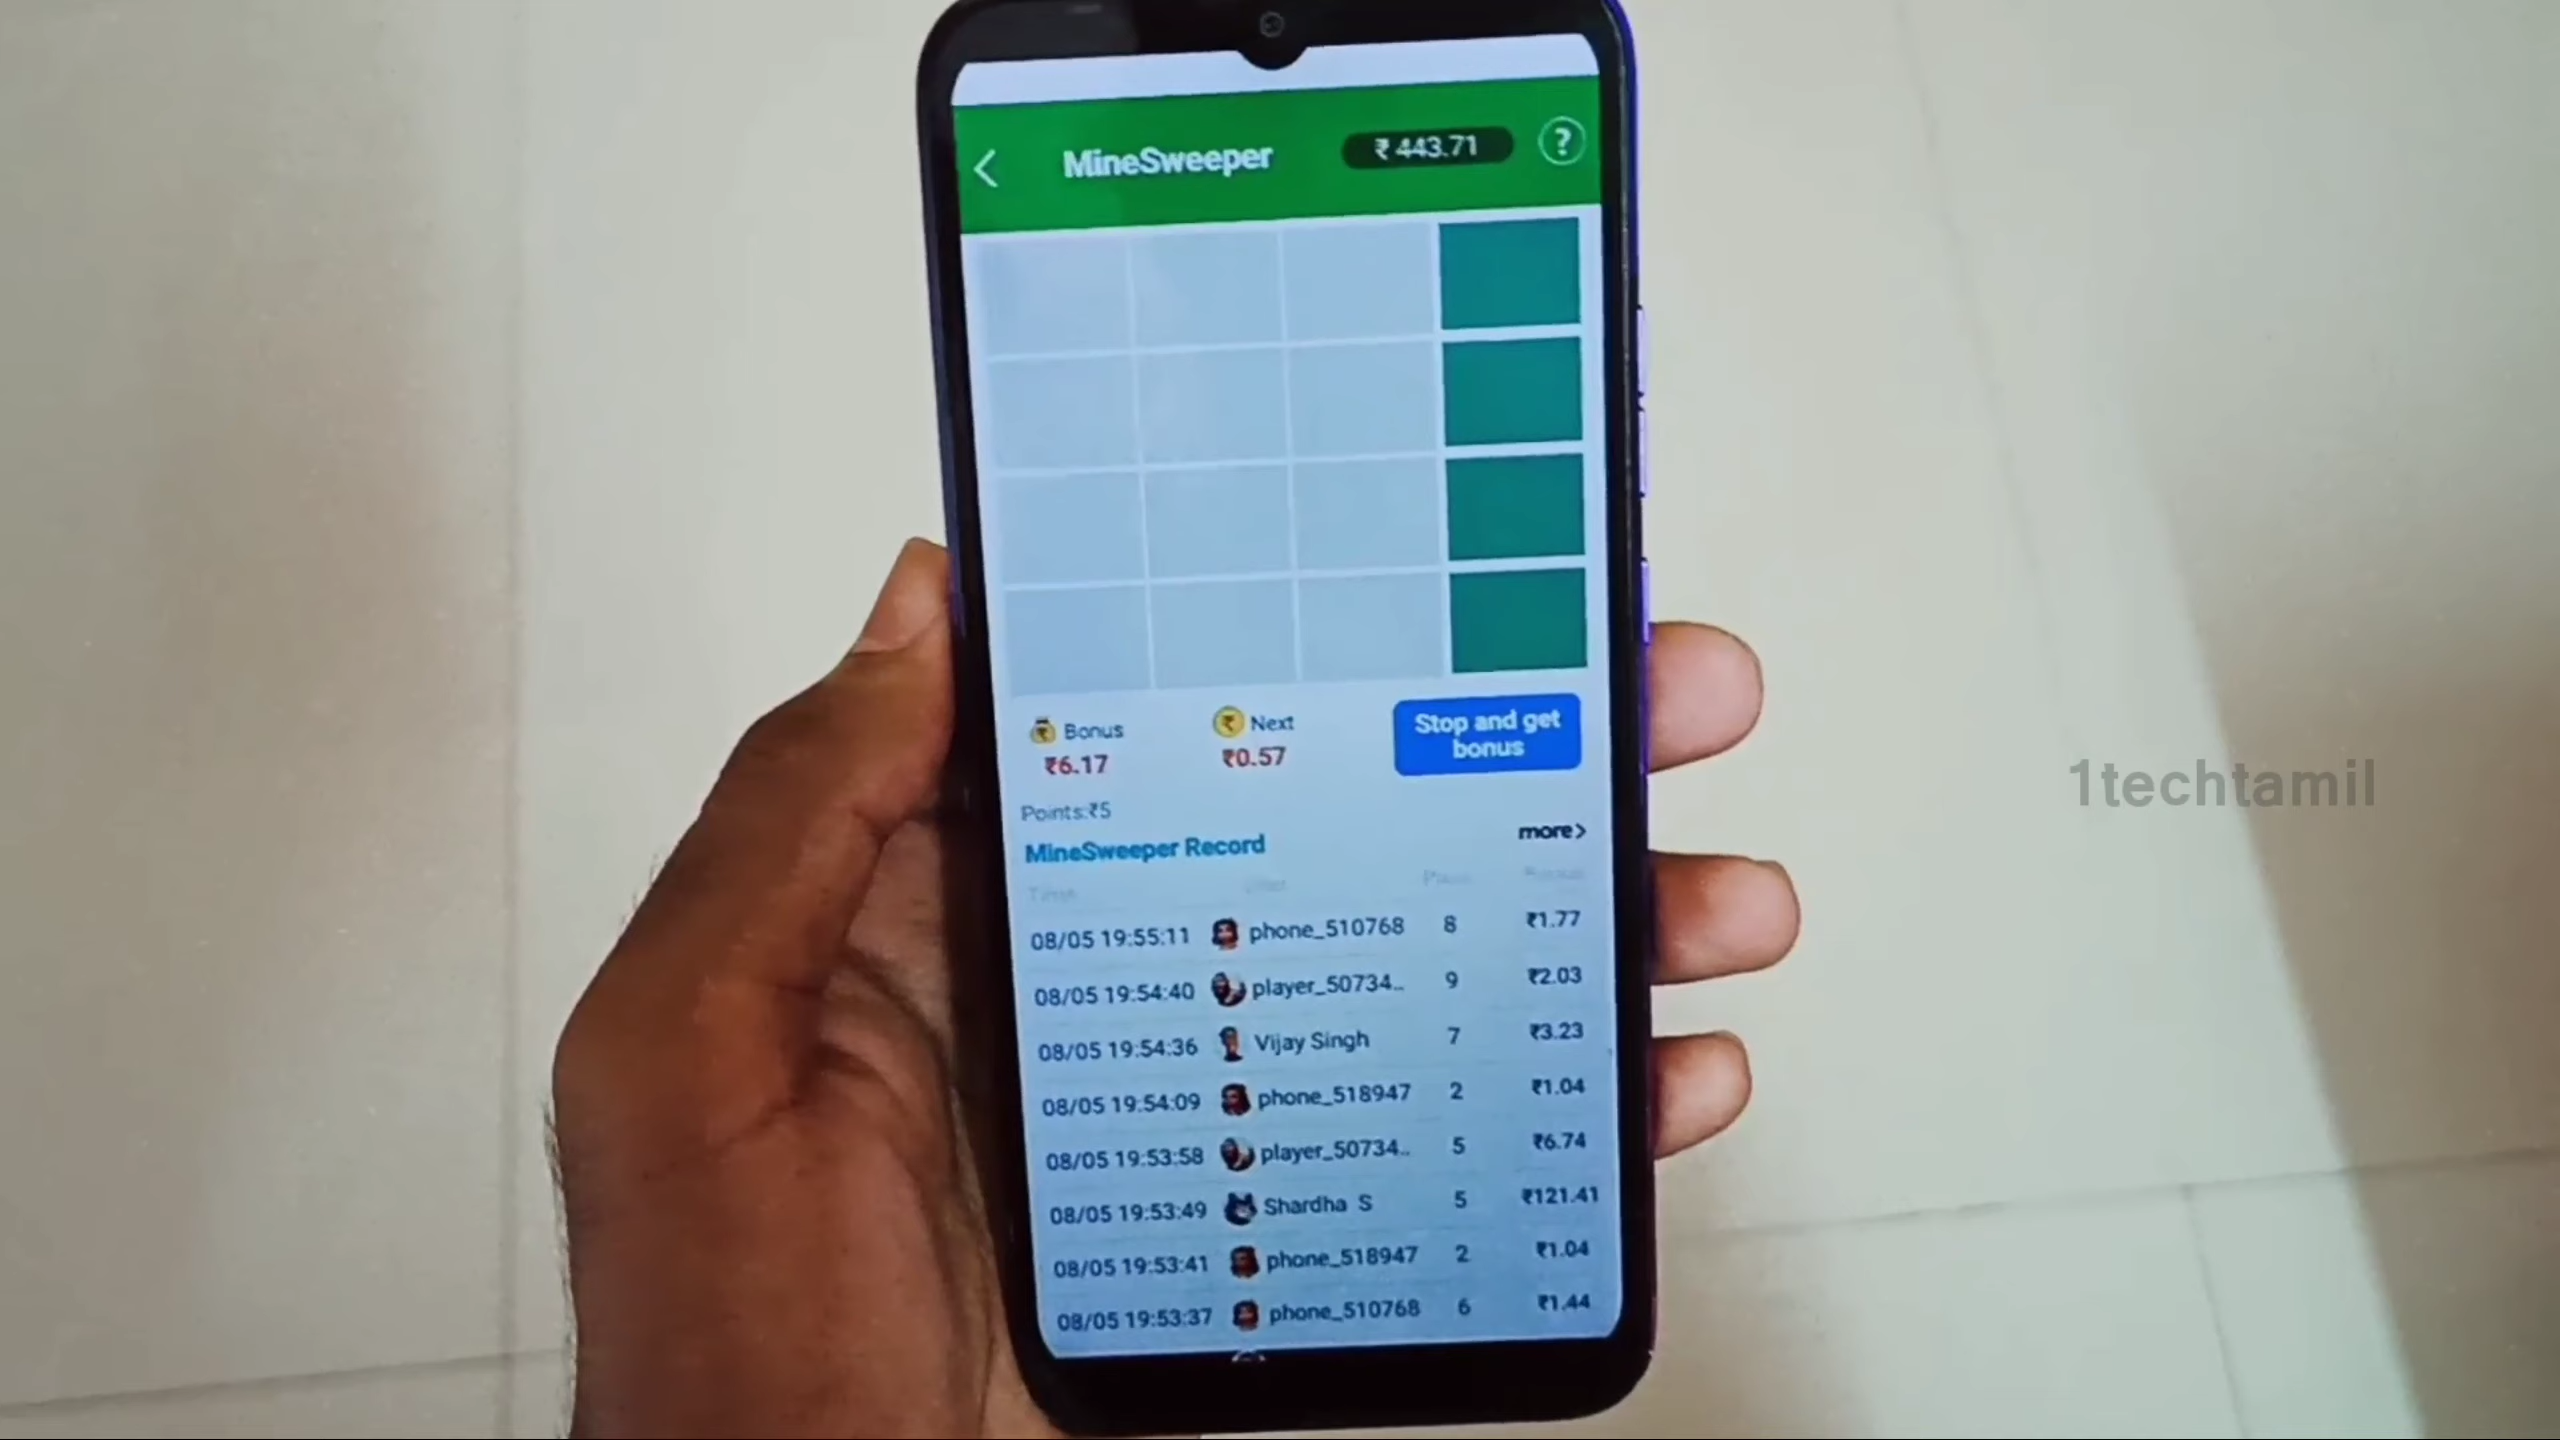 MineSweeper ₹ 443.71 ?
Bonus Next Stop and get
₹6.17 ₹0.57 bonus
Points:₹5
MineSweeper Record more>
Time
08/05 19:55:11 phone_510768 8 ₹1.77
08/05 19:54:40 player_50734.. 9 ₹2.03
08/05 19:54:36 Vijay Singh 7 ₹3.23
08/05 19:54:09 phone_518947 2 ₹1.04
08/05 19:53:58 player_50734.. 5 ₹6.74
08/05 19:53:49 Shardha S 5 ₹121.41
08/05 19:53:41 phone_518947 2 ₹1.04
08/05 19:53:37 phone_510768 6 ₹1.44
1techtamil